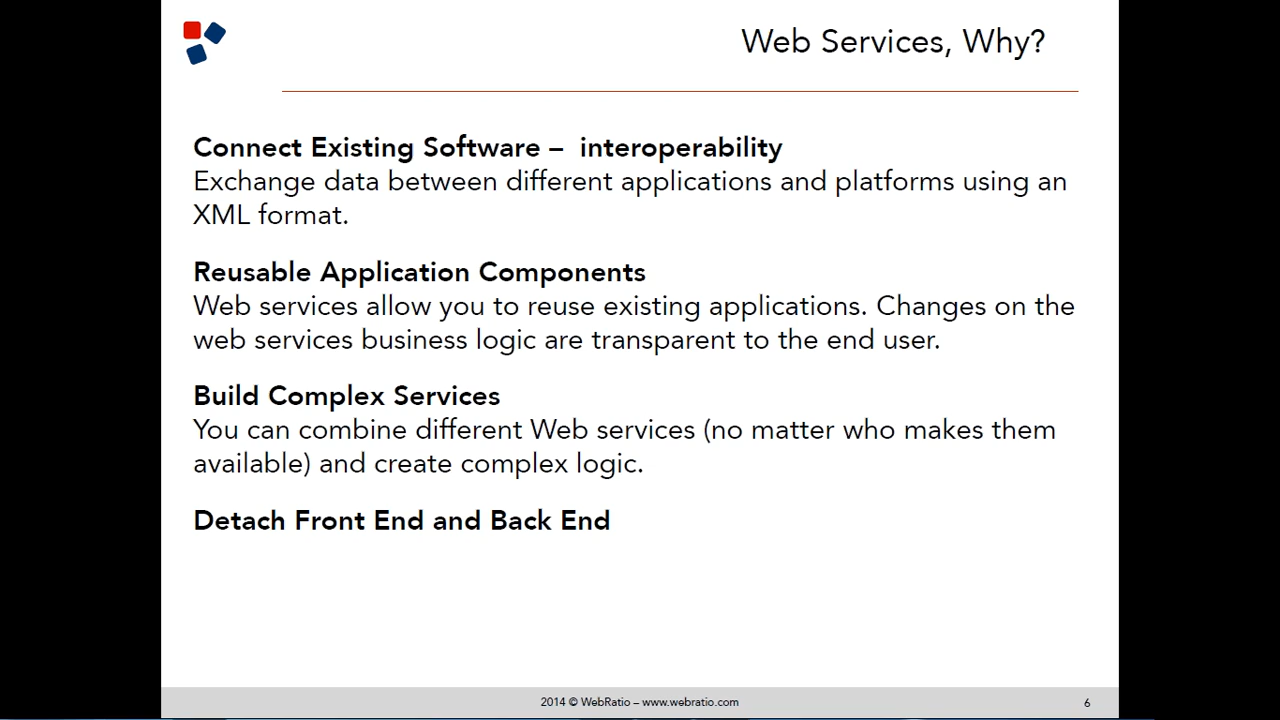 Web Services, Why?
Connect Existing Software –  interoperability
Exchange data between different applications and platforms using an
XML format.
Reusable Application Components
Web services allow you to reuse existing applications. Changes on the
web services business logic are transparent to the end user.
Build Complex Services
You can combine different Web services (no matter who makes them
available) and create complex logic.
Detach Front End and Back End
2014 © WebRatio – www.webratio.com
6